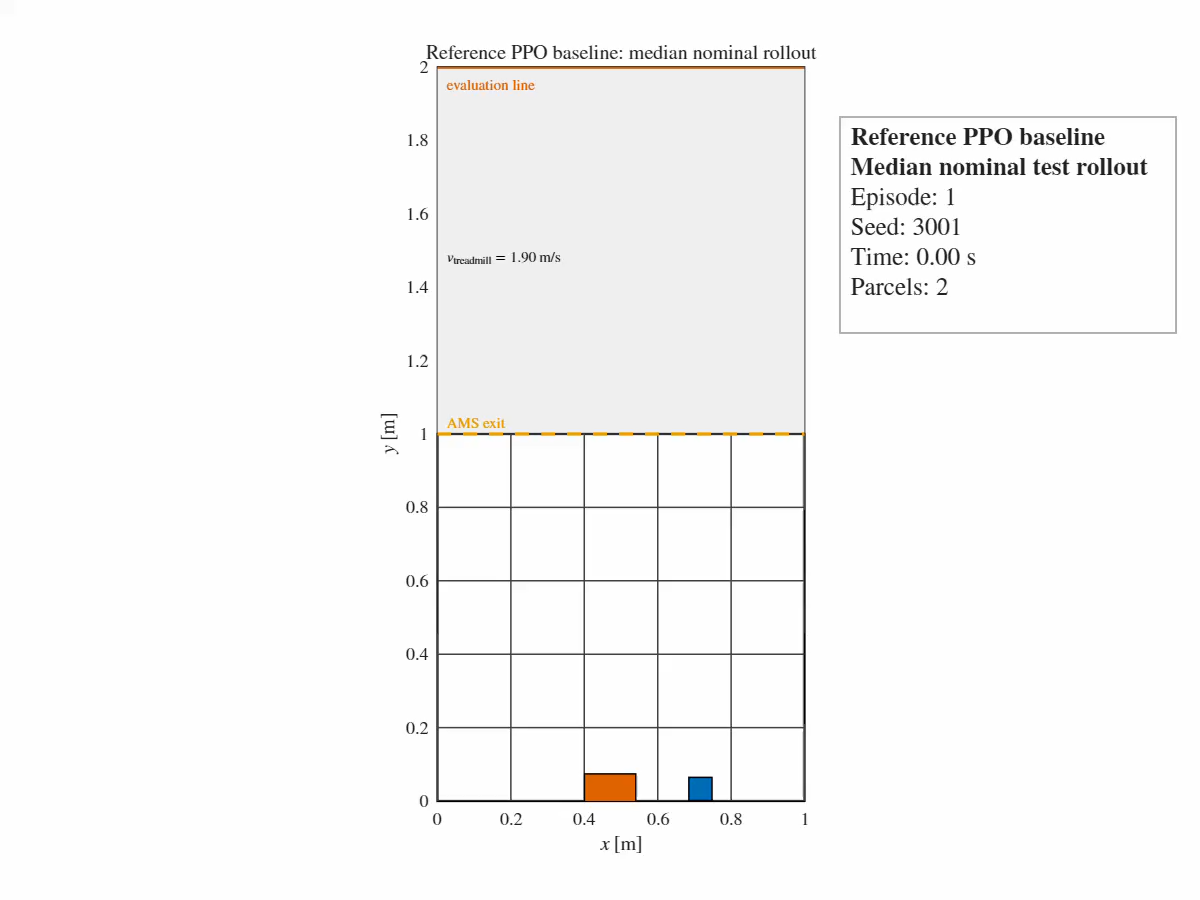 Reference PPO baseline: median nominal rollout
2
evaluation line
1.8
1.6
v_treadmill = 1.90 m/s
1.4
1.2
AMS exit
1
y [m]
0.8
0.6
0.4
0.2
0
0 0.2 0.4 0.6 0.8 1
x [m]
Reference PPO baseline
Median nominal test rollout
Episode: 1
Seed: 3001
Time: 0.00 s
Parcels: 2